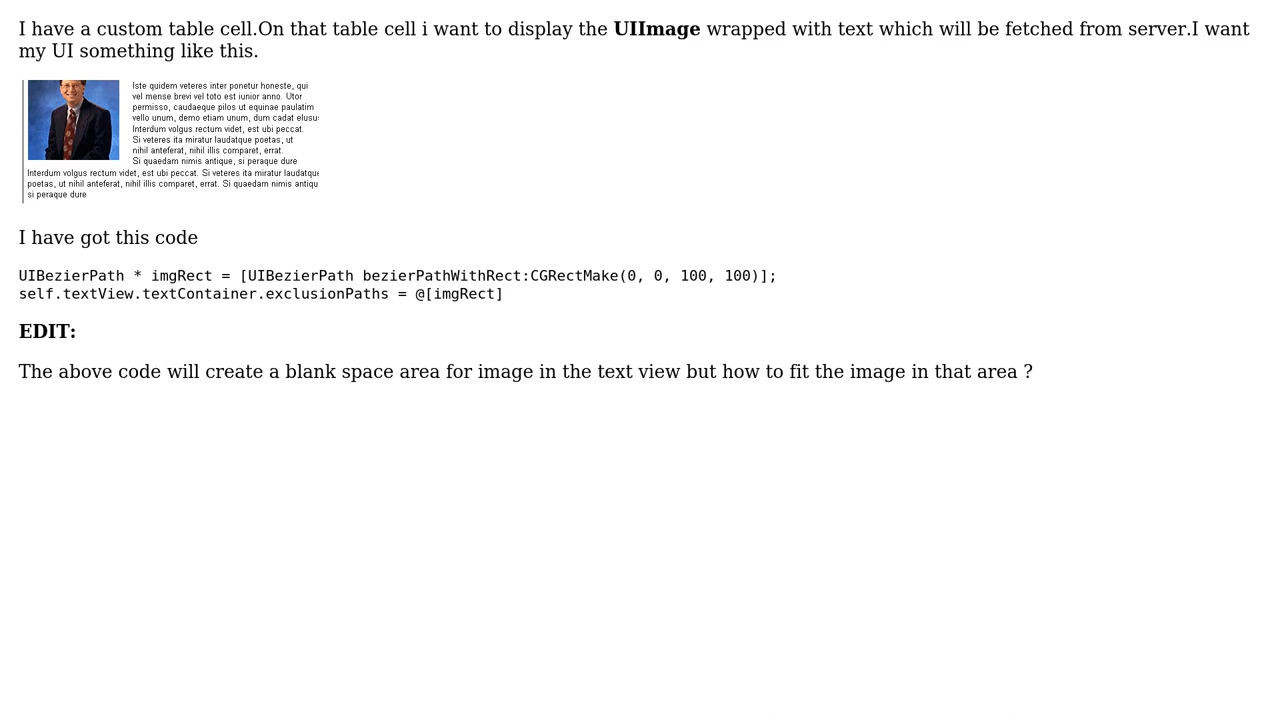 I have a custom table cell.On that table cell i want to display the UIImage wrapped with text which will be fetched from server.I want
my UI something like this.
Iste quidem veteres inter ponetur honeste, qui
vel mense brevi vel toto est iunior anno. Utor
permisso, caudaeque pilos ut equinae paulatim
vello unum, demo etiam unum, dum cadat elusus
Interdum volgus rectum videt, est ubi peccat.
Si veteres ita miratur laudatque poetas, ut
nihil anteferat, nihil illis comparet, errat.
Si quaedam nimis antique, si peraque dure
Interdum volgus rectum videt, est ubi peccat. Si veteres ita miratur laudatque
poetas, ut nihil anteferat, nihil illis comparet, errat. Si quaedam nimis antiqu
si peraque dure
I have got this code
UIBezierPath * imgRect = [UIBezierPath bezierPathWithRect:CGRectMake(0, 0, 100, 100)];
self.textView.textContainer.exclusionPaths = @[imgRect]
EDIT:
The above code will create a blank space area for image in the text view but how to fit the image in that area ?